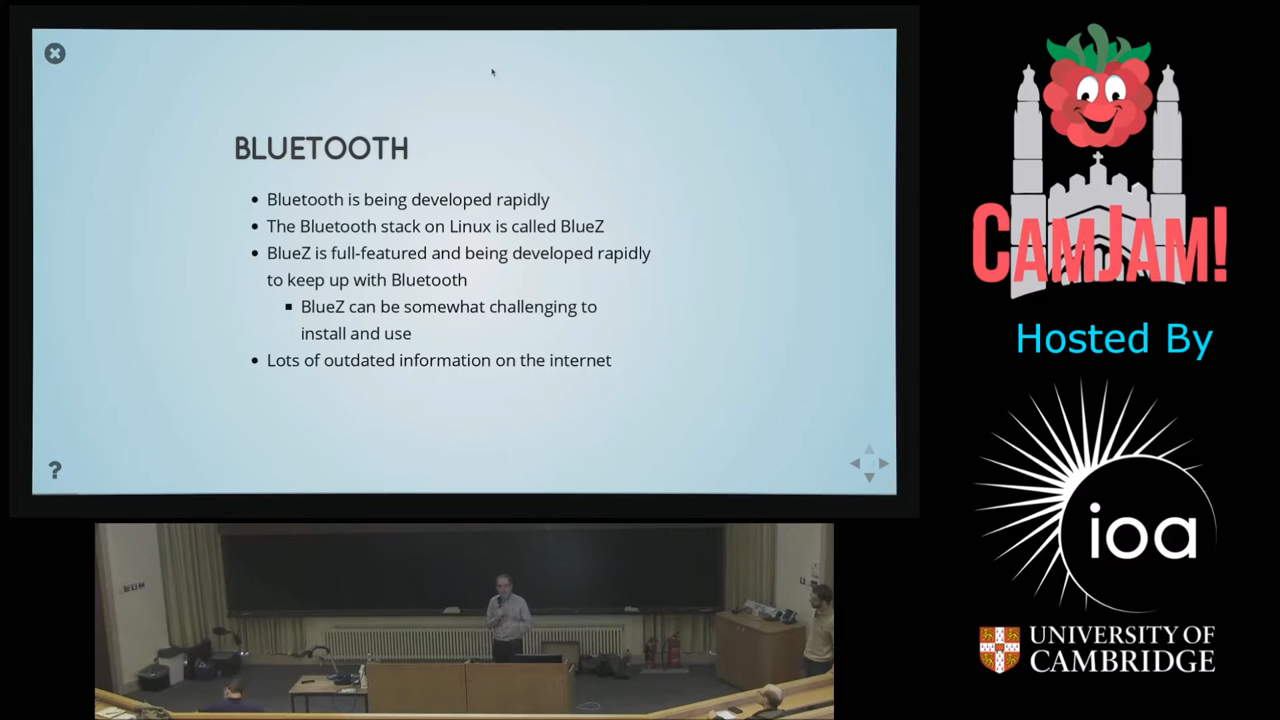 BLUETOOTH
Bluetooth is being developed rapidly
The Bluetooth stack on Linux is called BlueZ
BlueZ is full-featured and being developed rapidly
to keep up with Bluetooth
BlueZ can be somewhat challenging to
install and use
Lots of outdated information on the internet
?
CAMJAM!
Hosted By
ioa
UNIVERSITY OF
CAMBRIDGE